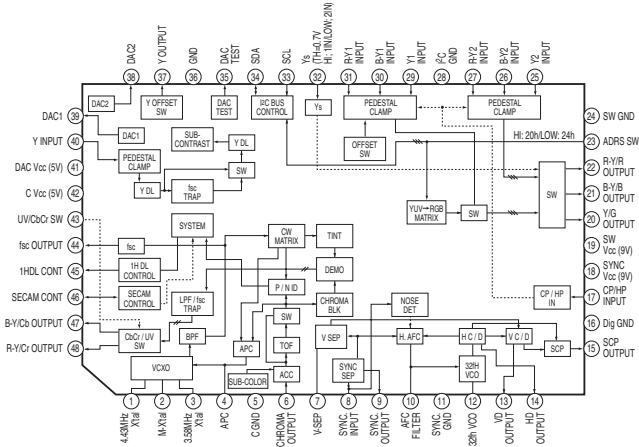 DAC2
Y OUTPUT
GND
DAC
TEST
SDA
SCL
Ys
(TH=0.7V
HI; 1IN/LOW; 2IN)
R-Y1
INPUT
B-Y1
INPUT
Y1
INPUT
I²C
GND
R-Y2
INPUT
B-Y2
INPUT
Y2
INPUT
38
37
36
35
34
33
32
31
30
29
28
27
26
25
DAC1
39
Y INPUT
40
DAC Vcc (5V)
41
C Vcc (5V)
42
UV/CbCr SW
43
fsc OUTPUT
44
1HDL CONT
45
SECAM CONT
46
B-Y/Cb OUTPUT
47
R-Y/Cr OUTPUT
48
24
SW GND
23
ADRS SW
22
R-Y/R
OUTPUT
21
B-Y/B
OUTPUT
20
Y/G
OUTPUT
19
SW
Vcc (9V)
18
SYNC
Vcc (9V)
17
CP/HP
INPUT
16
Dig GND
15
SCP
OUTPUT
DAC2
Y OFFSET
SW
DAC
TEST
I²C BUS
CONTROL
Ys
PEDESTAL
CLAMP
PEDESTAL
CLAMP
DAC1
SUB-
CONTRAST
Y DL
OFFSET
SW
HI: 20h/LOW: 24h
PEDESTAL
CLAMP
SW
Y DL
fsc
TRAP
YUV→RGB
MATRIX
SW
SW
SYSTEM
CW
MATRIX
TINT
fsc
1H DL
CONTROL
P / N ID
DEMO
SECAM
CONTROL
LPF / fsc
TRAP
CHROMA
BLK
NOSE
DET
CP / HP
IN
SW
V SEP
CbCr / UV
SW
BPF
APC
TOF
H. AFC
H C / D
V C / D
SCP
VCXO
SUB-COLOR
ACC
SYNC
SEP
32fH
VCO
1
2
3
4
5
6
7
8
9
10
11
12
13
14
4.43MHz
Xtal
M-Xtal
3.58MHz
Xtal
APC
C GND
CHROMA
OUTPUT
V-SEP
SYNC.
INPUT
SYNC.
OUTPUT
AFC
FILTER
SYNC.
GND
32fh VCO
VD
OUTPUT
HD
OUTPUT